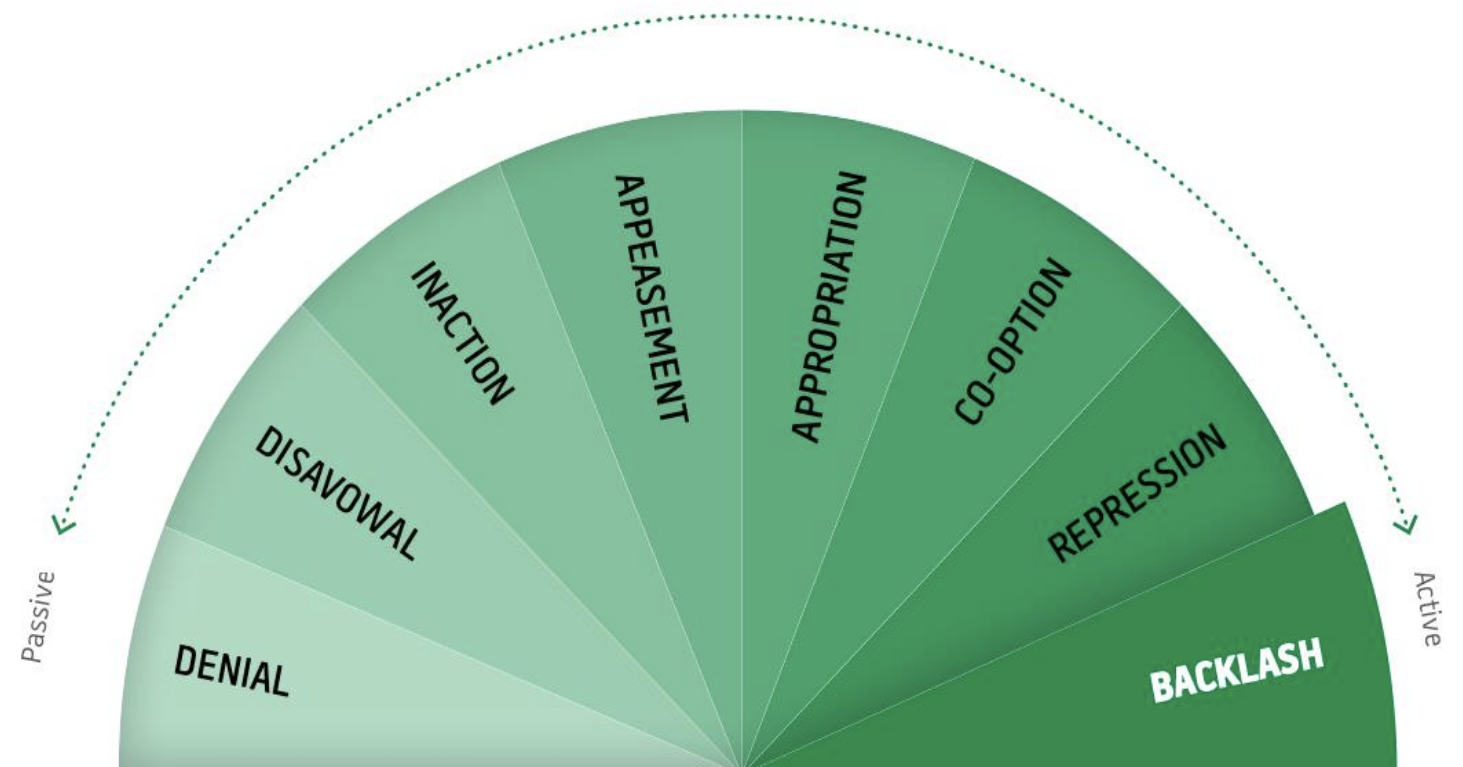 Passive
DENIAL
DISAVOWAL
INACTION
APPEASEMENT
APPROPRIATION
CO-OPTION
REPRESSION
BACKLASH
Active